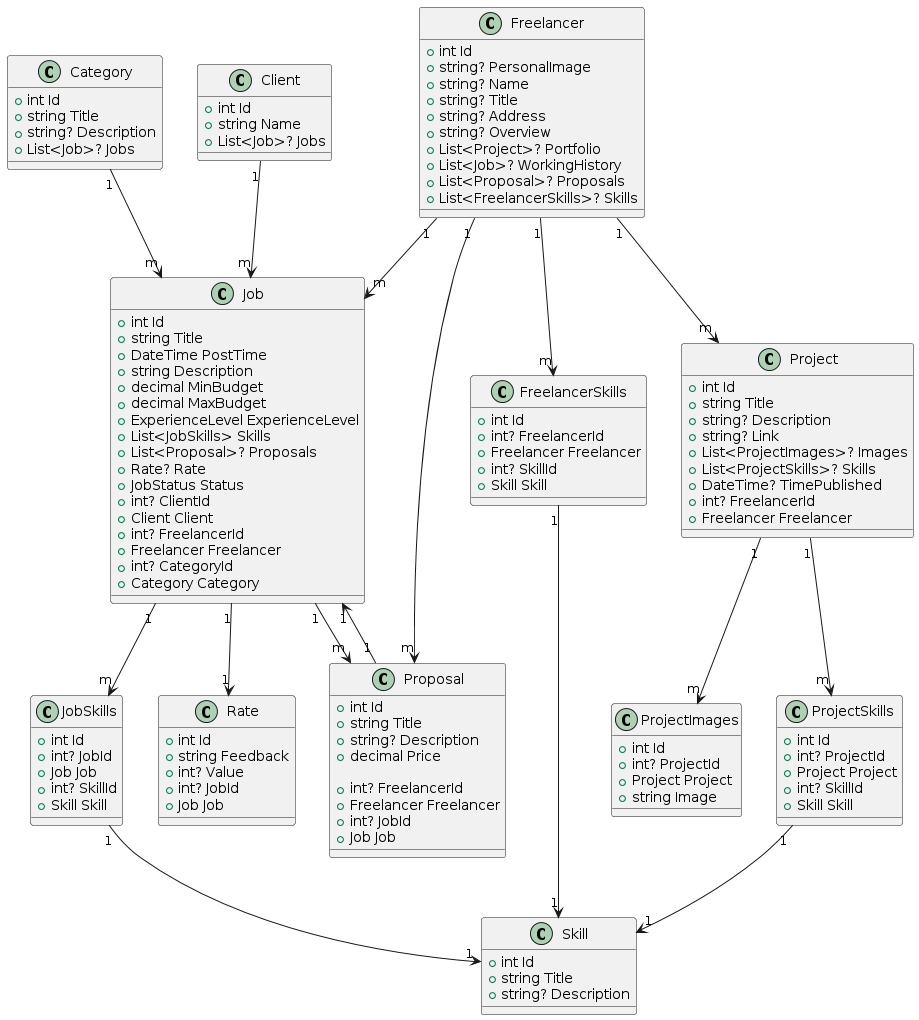 C Freelancer
int Id
string? PersonalImage
string? Name
string? Title
string? Address
string? Overview
List<Project>? Portfolio
List<Job>? WorkingHistory
List<Proposal>? Proposals
List<FreelancerSkills>? Skills
C Category
int Id
string Title
string? Description
List<Job>? Jobs
C Client
int Id
string Name
List<Job>? Jobs
1
1
1
1
1
1
m
m
m
m
m
m
C Job
int Id
string Title
DateTime PostTime
string Description
decimal MinBudget
decimal MaxBudget
ExperienceLevel ExperienceLevel
List<JobSkills> Skills
List<Proposal>? Proposals
Rate? Rate
JobStatus Status
int? ClientId
Client Client
int? FreelancerId
Freelancer Freelancer
int? CategoryId
Category Category
C FreelancerSkills
int Id
int? FreelancerId
Freelancer Freelancer
int? SkillId
Skill Skill
C Project
int Id
string Title
string? Description
string? Link
List<ProjectImages>? Images
List<ProjectSkills>? Skills
DateTime? TimePublished
int? FreelancerId
Freelancer Freelancer
1
1
1
1
1
1
1
m
1
m
1
m
m
C JobSkills
int Id
int? JobId
Job Job
int? SkillId
Skill Skill
C Rate
int Id
string Feedback
int? Value
int? JobId
Job Job
C Proposal
int Id
string Title
string? Description
decimal Price
int? FreelancerId
Freelancer Freelancer
int? JobId
Job Job
C ProjectImages
int Id
int? ProjectId
Project Project
string Image
C ProjectSkills
int Id
int? ProjectId
Project Project
int? SkillId
Skill Skill
1
1
1
1
1
C Skill
int Id
string Title
string? Description